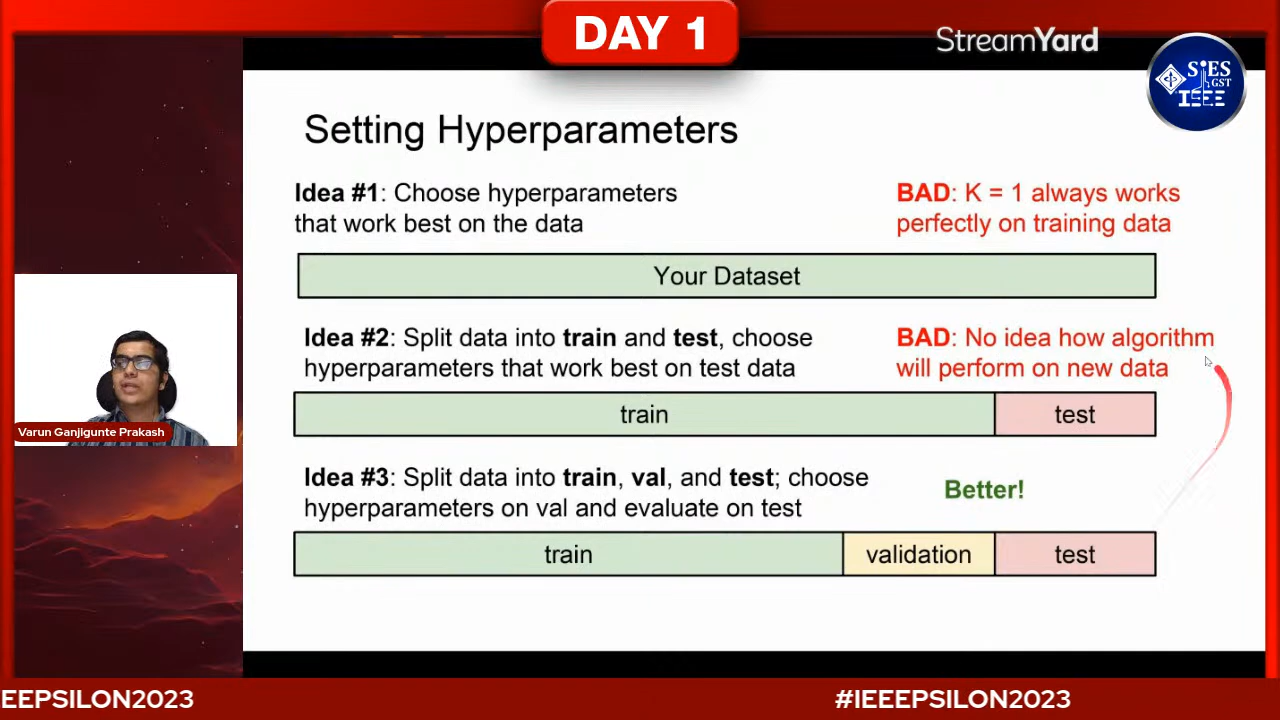 DAY 1
StreamYard
SiES
GST
IEEE
Setting Hyperparameters
Idea #1: Choose hyperparameters
that work best on the data
BAD: K = 1 always works
perfectly on training data
Your Dataset
Idea #2: Split data into train and test, choose
hyperparameters that work best on test data
BAD: No idea how algorithm
will perform on new data
train
test
Idea #3: Split data into train, val, and test; choose
hyperparameters on val and evaluate on test
Better!
train
validation
test
Varun Ganjigunte Prakash
EEPSILON2023
#IEEEPSILON2023